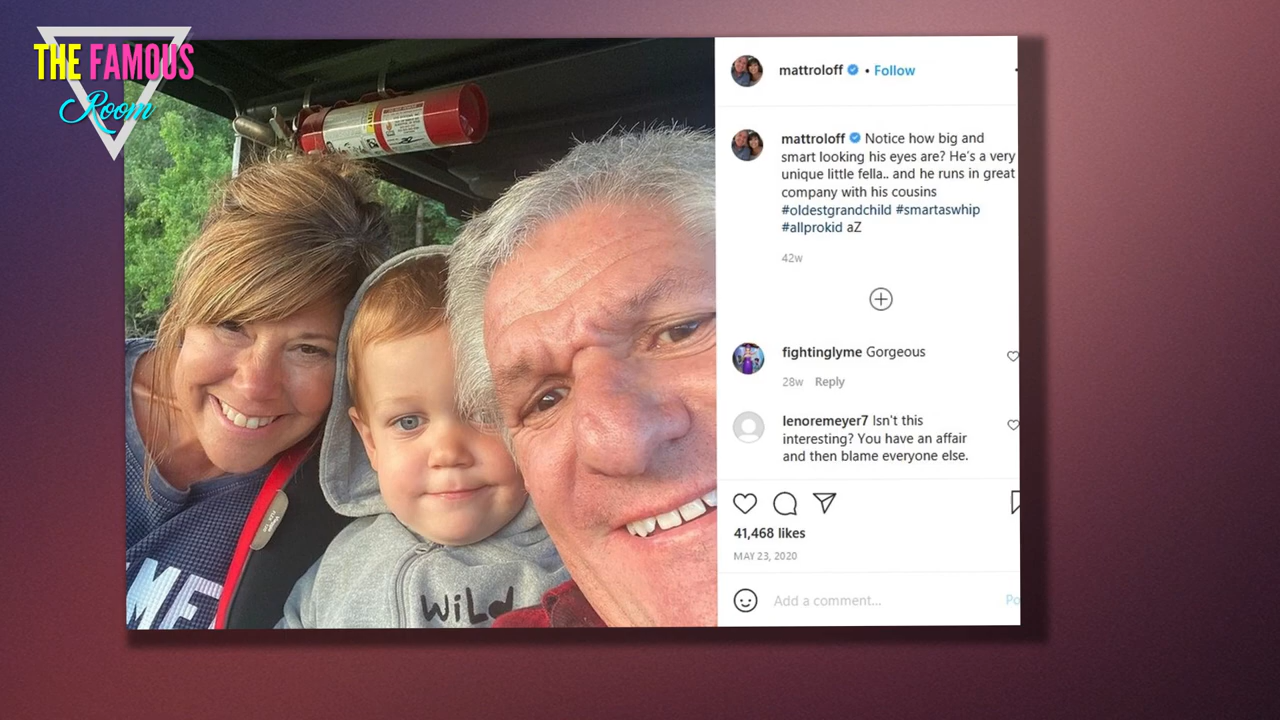 THE FAMOUS
Room
mattroloff • Follow
mattroloff Notice how big and
smart looking his eyes are? He's a very
unique little fella.. and he runs in great
company with his cousins
#oldestgrandchild #smartaswhip
#allprokid aZ
42w
fightinglyme Gorgeous
28w Reply
lenoremeyer7 Isn't this
interesting? You have an affair
and then blame everyone else.
41,468 likes
MAY 23, 2020
Add a comment...
Po
WiLd
ME